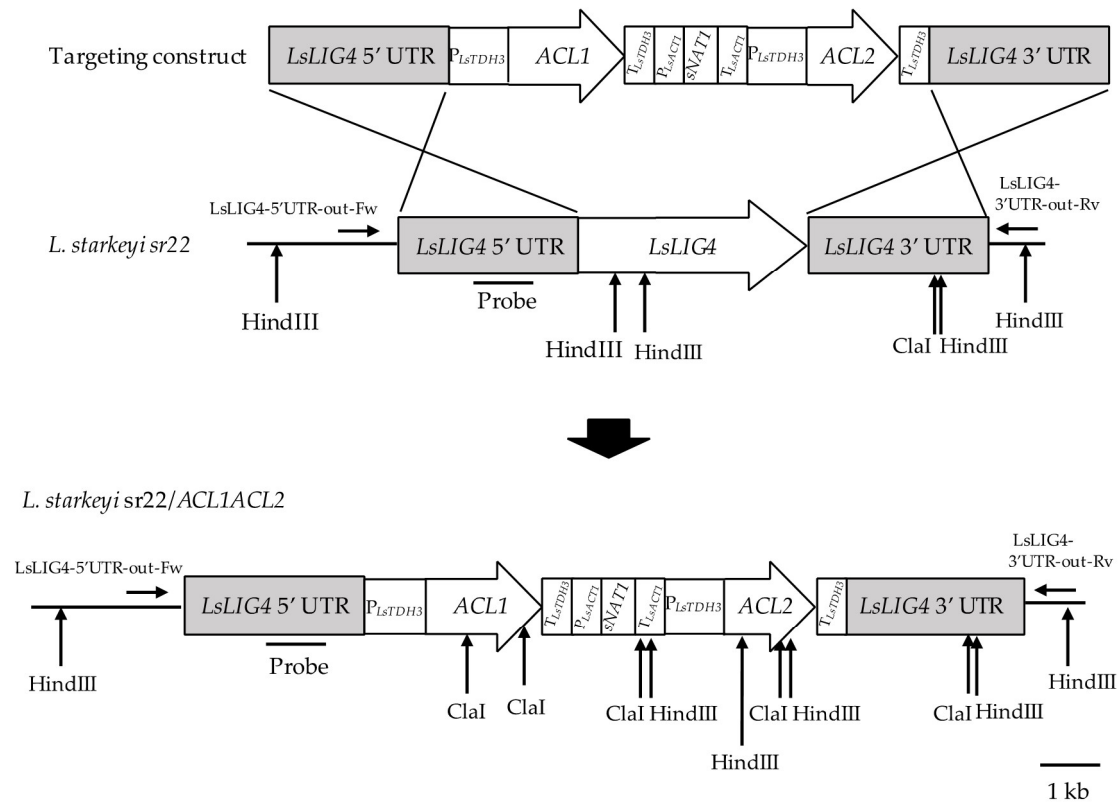 Targeting construct
LsLIG4 5′ UTR
PLsTDH3
ACL1
TLsTDH3
PLsACT1
sNAT1
TLsACT1
PLsTDH3
ACL2
TLsTDH3
LsLIG4 3′ UTR
LsLIG4-5′UTR-out-Fw
LsLIG4-
3′UTR-out-Rv
L. starkeyi sr22
LsLIG4 5′ UTR
LsLIG4
LsLIG4 3′ UTR
Probe
HindIII
HindIII
HindIII
ClaI
HindIII
HindIII
L. starkeyi sr22/ACL1ACL2
LsLIG4-5′UTR-out-Fw
LsLIG4-
3′UTR-out-Rv
LsLIG4 5′ UTR
PLsTDH3
ACL1
TLsTDH3
PLsACT1
sNAT1
TLsACT1
PLsTDH3
ACL2
TLsTDH3
LsLIG4 3′ UTR
Probe
HindIII
ClaI
ClaI
ClaI
HindIII
HindIII
ClaI
HindIII
ClaI
HindIII
HindIII
1 kb